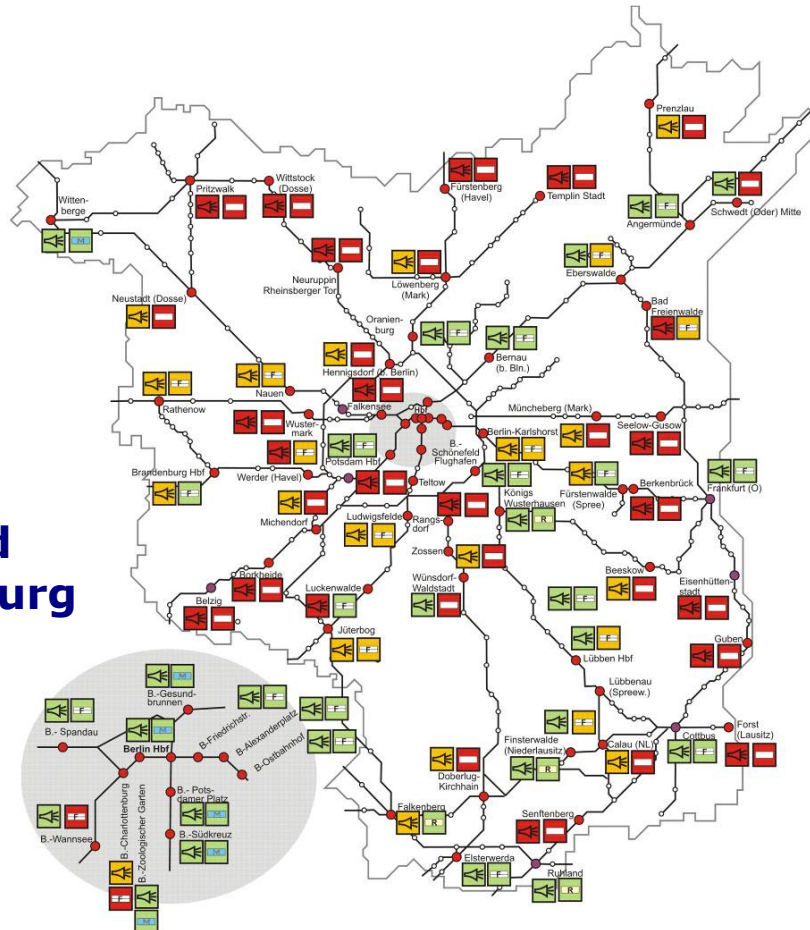 Prenzlau
Wittstock
(Dosse)
Pritzwalk
Fürstenberg
(Havel)
Templin Stadt
Witten-
berge
Angermünde
F
Schwedt (Oder) Mitte
M
Neuruppin
Rheinsberger Tor
Löwenberg
(Mark)
F
Eberswalde
Neustadt (Dosse)
Oranien-
burg
Bad
Freienwalde
F
F
F
Bernau
(b. Bln.)
Hennigsdorf (b. Berlin)
F
Nauen
F
Rathenow
Falkensee
Hbf
Müncheberg (Mark)
Seelow-Gusow
Wuster-
mark
F
F
Potsdam Hbf
Berlin-Karlshorst
F
B.-
Schönefeld
Flughafen
F
Brandenburg Hbf
F
Werder (Havel)
Teltow
F
Königs
Wusterhausen
R
Fürstenwalde
(Spree)
Berkenbrück
F
Frankfurt (O)
Michendorf
Ludwigsfelde
F
Rangs-
dorf
Zossen
d
Borkheide
Luckenwalde
F
Wünsdorf-
Waldstadt
Beeskow
Eisenhütten-
stadt
urg
Belzig
F
Jüterbog
F
F
Lübben Hbf
Guben
Lübbenau
(Spreew.)
M
B.-Gesund-
brunnen
F
B.- Spandau
F
M
Berlin Hbf
B-Friedrichstr.
B-Alexanderplatz
B-Ostbahnhof
F
F
F
Finsterwalde
(Niederlausitz)
R
Calau (NL)
F
Cottbus
Forst
(Lausitz)
Doberlug-
Kirchhain
B.- Pots-
damer Platz
M
B.-Südkreuz
M
F
B.-Wannsee
B.-Charlottenburg
B.-Zoologischer Garten
F
M
Falkenberg
R
Senftenberg
Elsterwerda
F
Ruhland
R